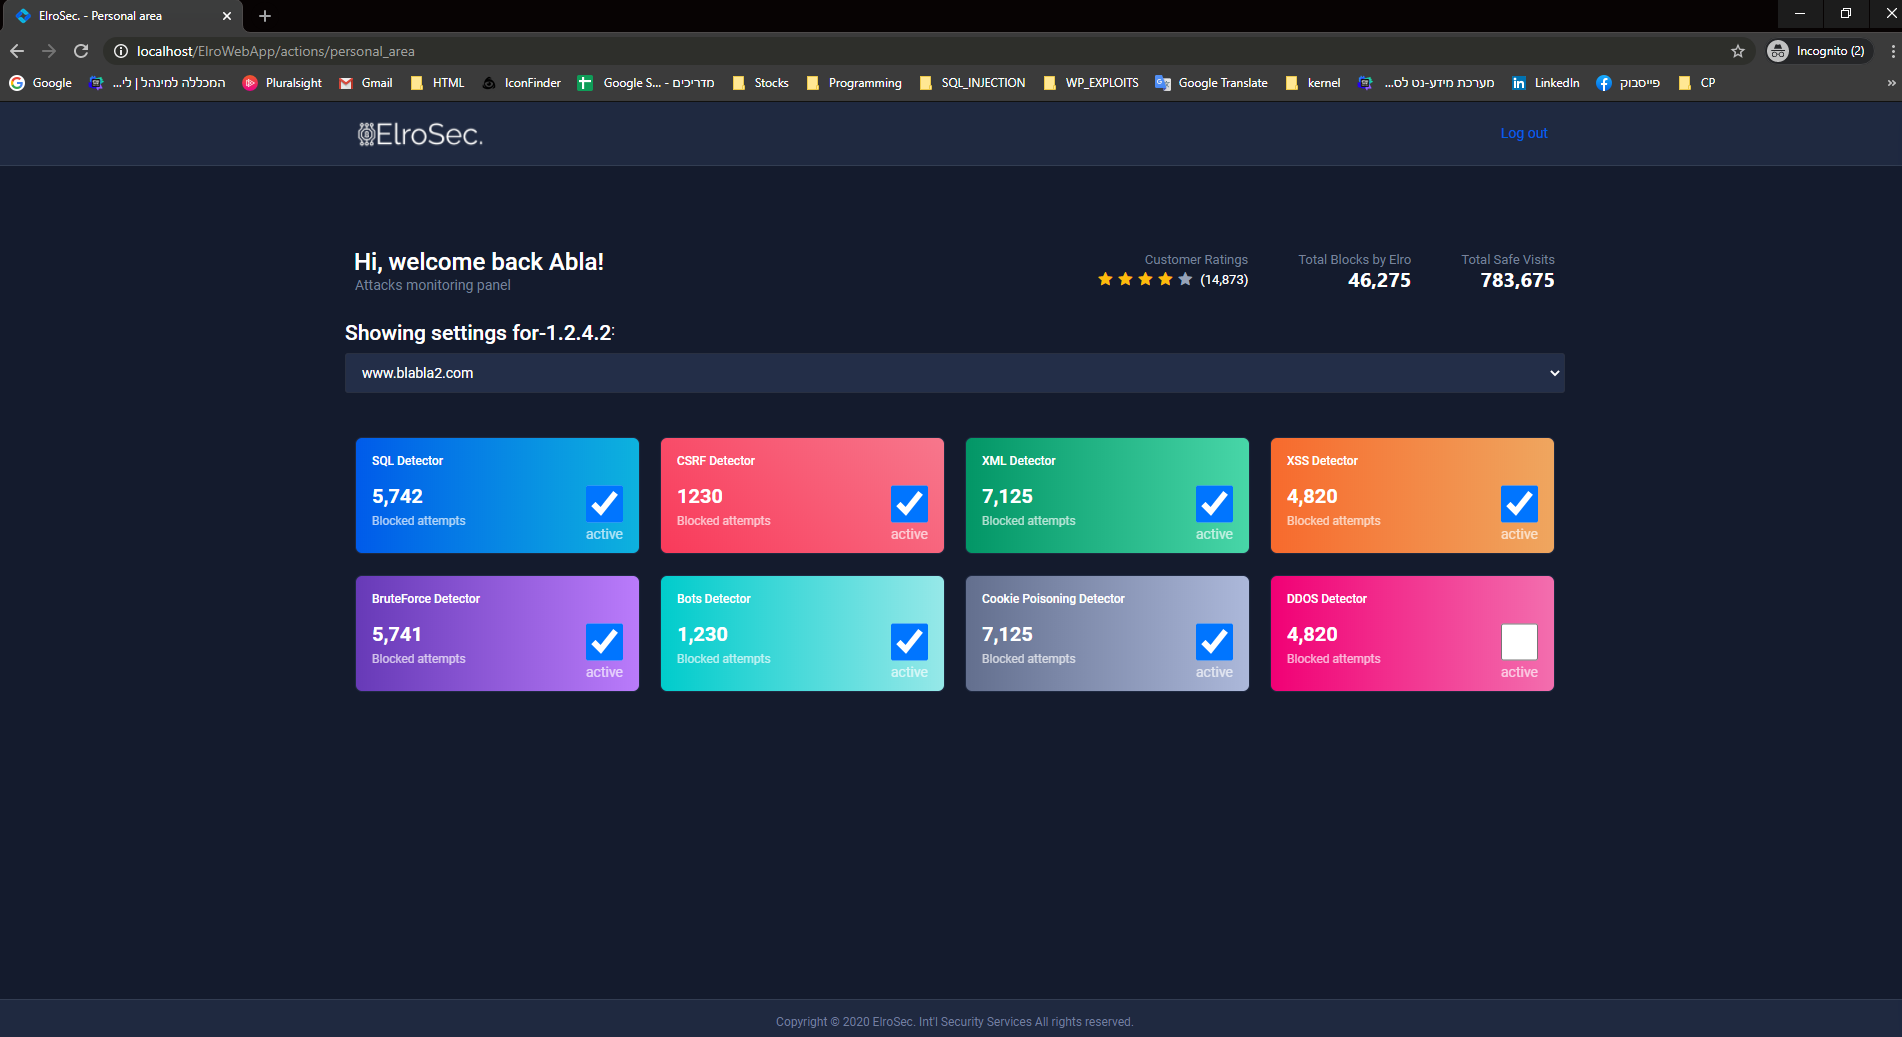 ElroSec. - Personal area
localhost/ElroWebApp/actions/personal_area
Incognito (2)
Google
המכללה למינהל | לי...
Pluralsight
Gmail
HTML
IconFinder
Google S... - מדריכים
Stocks
Programming
SQL_INJECTION
WP_EXPLOITS
Google Translate
kernel
מערכת מידע-נט לס...
LinkedIn
פייסבוק
CP
ElroSec.
Log out
Hi, welcome back Abla!
Attacks monitoring panel
Customer Ratings
(14,873)
Total Blocks by Elro
46,275
Total Safe Visits
783,675
Showing settings for-1.2.4.2:
www.blabla2.com
SQL Detector
5,742
Blocked attempts
active
CSRF Detector
1230
Blocked attempts
active
XML Detector
7,125
Blocked attempts
active
XSS Detector
4,820
Blocked attempts
active
BruteForce Detector
5,741
Blocked attempts
active
Bots Detector
1,230
Blocked attempts
active
Cookie Poisoning Detector
7,125
Blocked attempts
active
DDOS Detector
4,820
Blocked attempts
active
Copyright © 2020 ElroSec. Int'l Security Services All rights reserved.